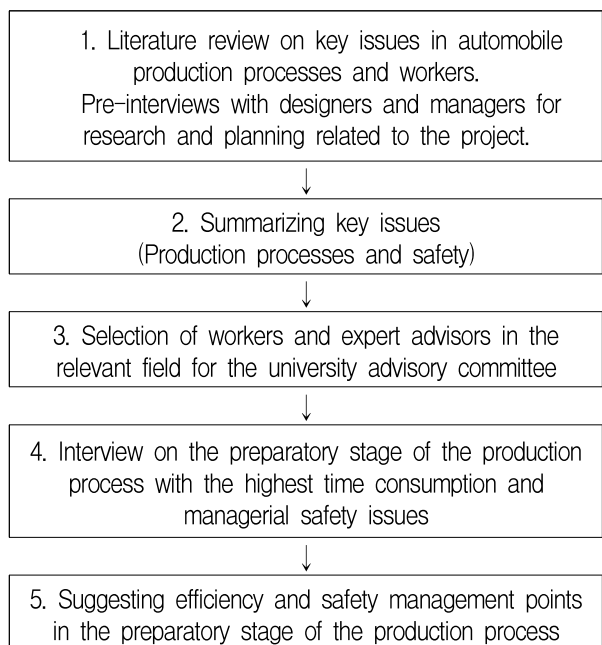 1. Literature review on key issues in automobile
production processes and workers.
Pre-interviews with designers and managers for
research and planning related to the project.
2. Summarizing key issues
(Production processes and safety)
3. Selection of workers and expert advisors in the
relevant field for the university advisory committee
4. Interview on the preparatory stage of the production
process with the highest time consumption and
managerial safety issues
5. Suggesting efficiency and safety management points
in the preparatory stage of the production process